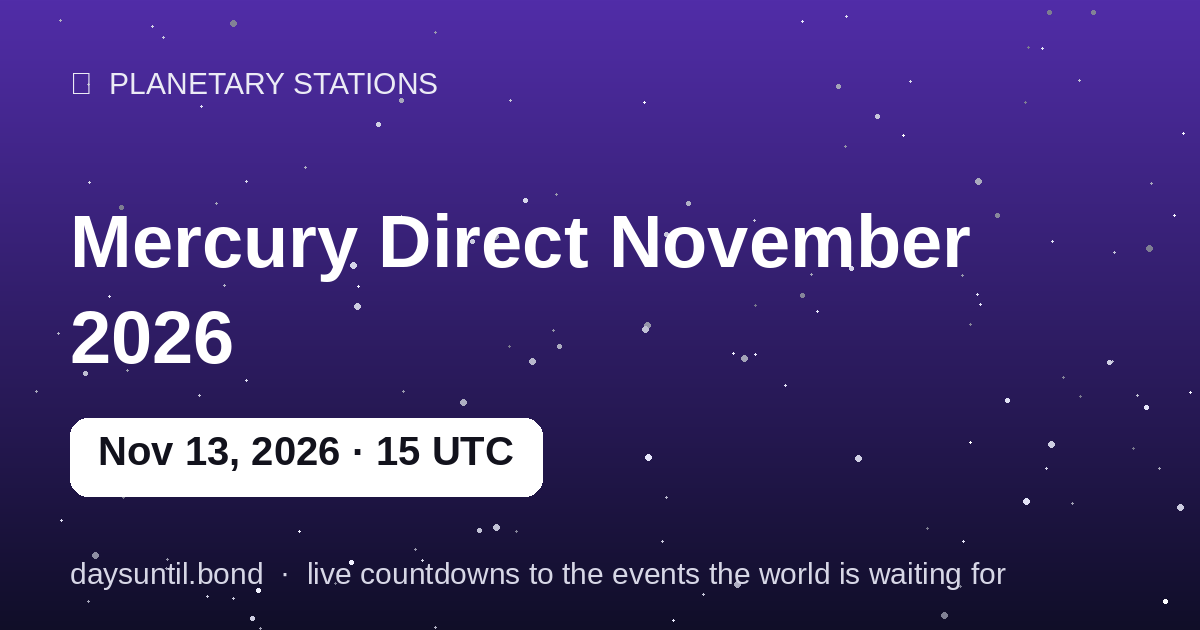 PLANETARY STATIONS
Mercury Direct November
2026
Nov 13, 2026 · 15 UTC
daysuntil.bond · live countdowns to the events the world is waiting for